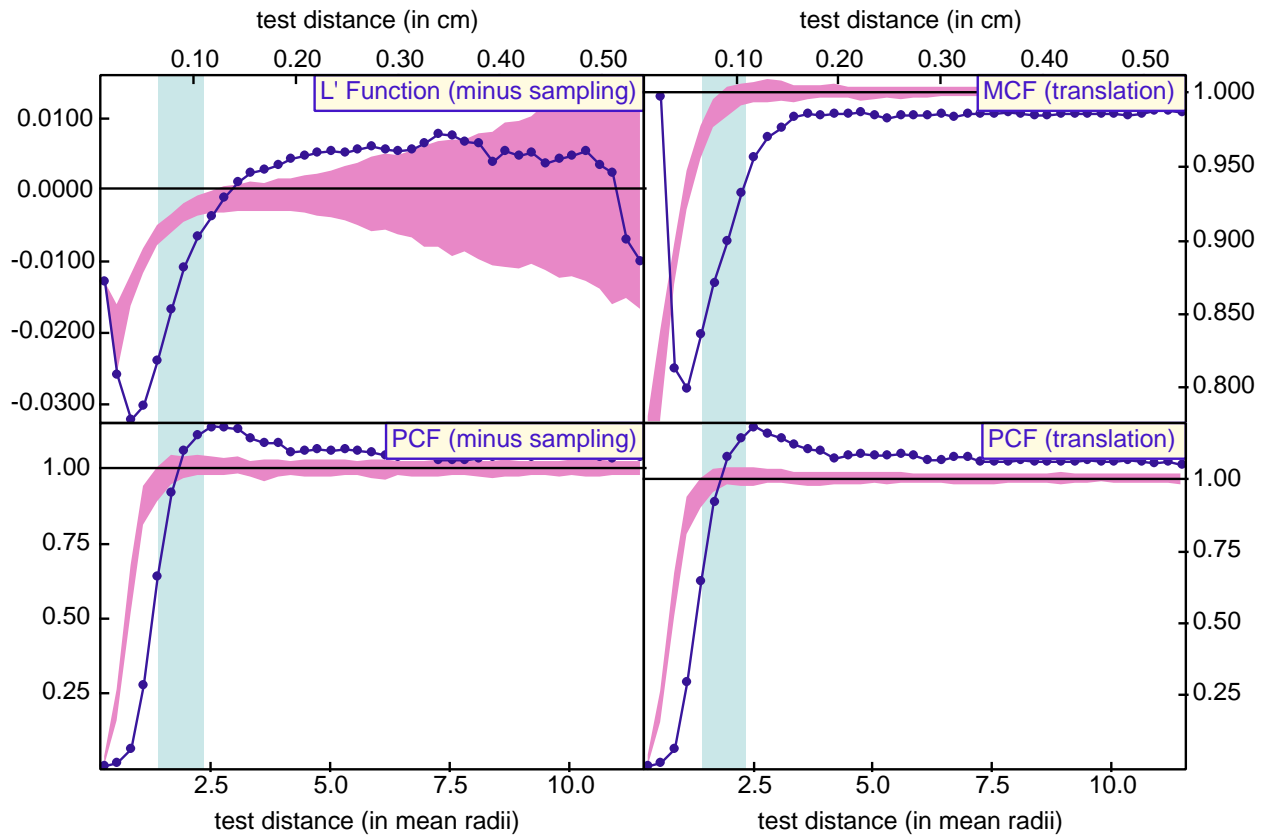 test distance (in cm)
test distance (in cm)
0.10 0.20 0.30 0.40 0.50
0.10 0.20 0.30 0.40 0.50
L' Function (minus sampling)
MCF (translation)
0.0100
0.0000
-0.0100
-0.0200
-0.0300
1.000
0.950
0.900
0.850
0.800
PCF (minus sampling)
PCF (translation)
1.00
0.75
0.50
0.25
1.00
0.75
0.50
0.25
2.5 5.0 7.5 10.0
2.5 5.0 7.5 10.0
test distance (in mean radii)
test distance (in mean radii)